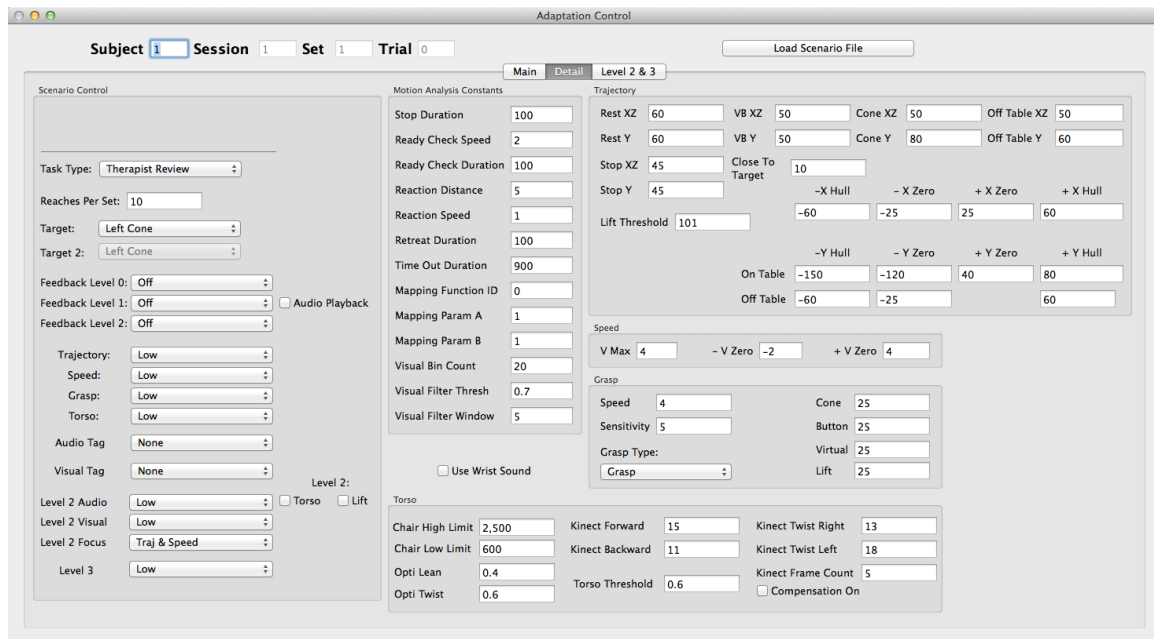 Adaptation Control
Subject 1 Session 1 Set 1 Trial 0
Load Scenario File
Main Detail Level 2 & 3
Scenario Control
Task Type: Therapist Review
Reaches Per Set: 10
Target: Left Cone
Target 2: Left Cone
Feedback Level 0: Off
Feedback Level 1: Off Audio Playback
Feedback Level 2: Off
Trajectory: Low
Speed: Low
Grasp: Low
Torso: Low
Audio Tag None
Visual Tag None
Level 2:
Level 2 Audio Low Torso Lift
Level 2 Visual Low
Level 2 Focus Traj & Speed
Level 3 Low
Motion Analysis Constants
Stop Duration 100
Ready Check Speed 2
Ready Check Duration 100
Reaction Distance 5
Reaction Speed 1
Retreat Duration 100
Time Out Duration 900
Mapping Function ID 0
Mapping Param A 1
Mapping Param B 1
Visual Bin Count 20
Visual Filter Thresh 0.7
Visual Filter Window 5
Use Wrist Sound
Trajectory
Rest XZ 60 VB XZ 50 Cone XZ 50 Off Table XZ 50
Rest Y 60 VB Y 50 Cone Y 80 Off Table Y 60
Stop XZ 45 Close To Target 10
Stop Y 45 -X Hull - X Zero + X Zero + X Hull
-60 -25 25 60
Lift Threshold 101
-Y Hull - Y Zero + Y Zero + Y Hull
On Table -150 -120 40 80
Off Table -60 -25 60
Speed
V Max 4 - V Zero -2 + V Zero 4
Grasp
Speed 4 Cone 25
Sensitivity 5 Button 25
Grasp Type: Virtual 25
Grasp Lift 25
Torso
Chair High Limit 2,500 Kinect Forward 15 Kinect Twist Right 13
Chair Low Limit 600 Kinect Backward 11 Kinect Twist Left 18
Opti Lean 0.4 Kinect Frame Count 5
Opti Twist 0.6 Torso Threshold 0.6 Compensation On